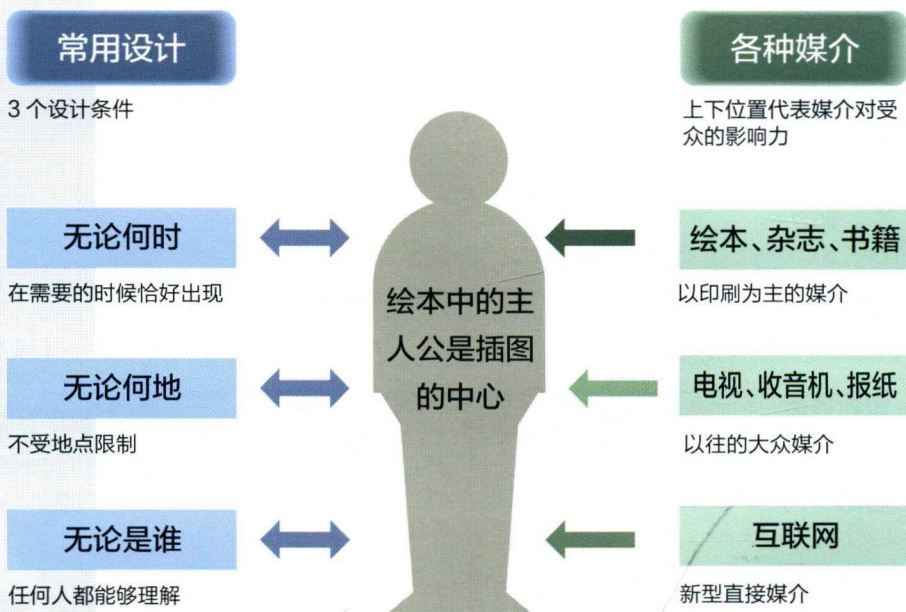 常用设计
3 个设计条件
无论何时
在需要的时候恰好出现
无论何地
不受地点限制
无论是谁
任何人都能够理解
绘本中的主
人公是插图
的中心
各种媒介
上下位置代表媒介对受
众的影响力
绘本、杂志、书籍
以印刷为主的媒介
电视、收音机、报纸
以往的大众媒介
互联网
新型直接媒介